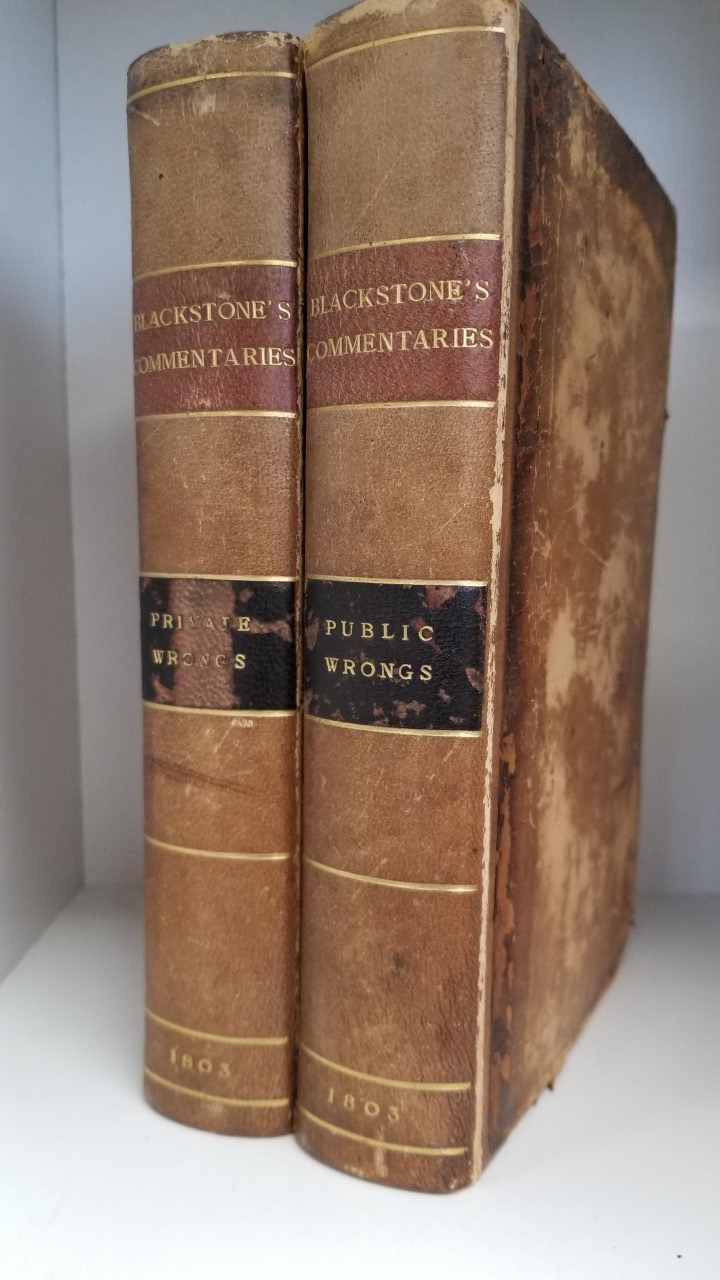 BLACKSTONE'S
COMMENTARIES
PRIVATE
WRONGS
1803
BLACKSTONE'S
COMMENTARIES
PUBLIC
WRONGS
1803